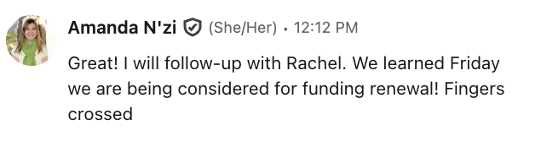 Amanda N'zi (She/Her) · 12:12 PM
Great! I will follow-up with Rachel. We learned Friday
we are being considered for funding renewal! Fingers
crossed